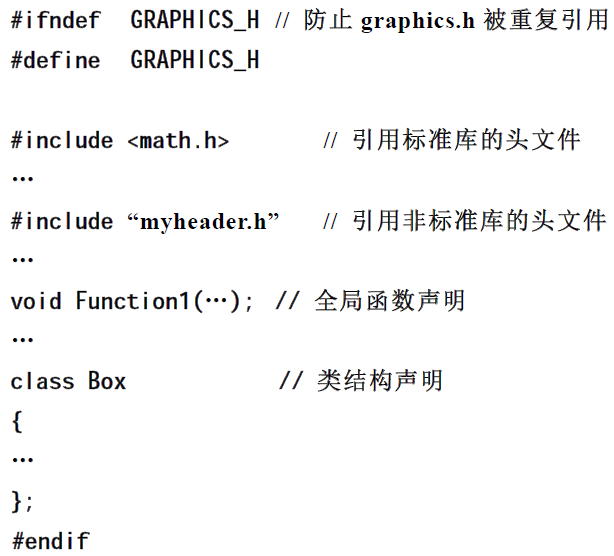 #ifndef GRAPHICS_H // 防止 graphics.h 被重复引用
#define GRAPHICS_H
#include <math.h> // 引用标准库的头文件
…
#include “myheader.h” // 引用非标准库的头文件
…
void Function1(…); // 全局函数声明
…
class Box // 类结构声明
{
…
};
#endif